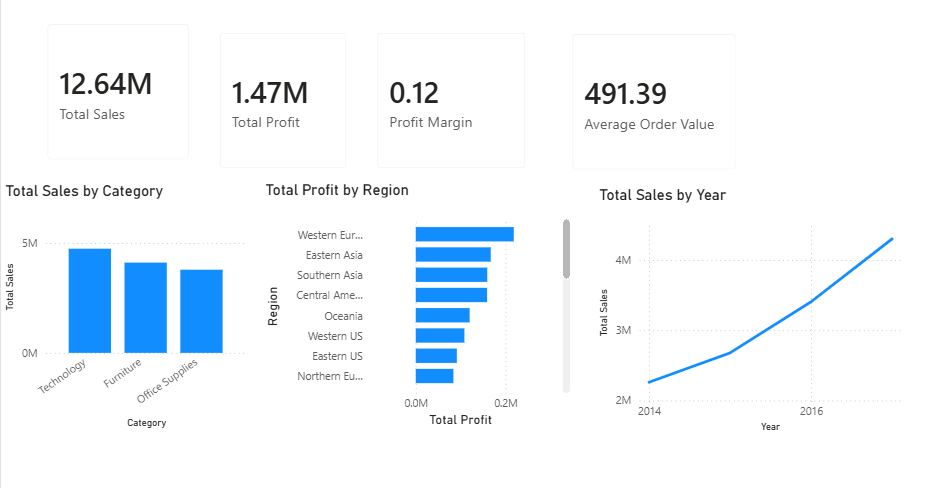 12.64M
Total Sales
1.47M
Total Profit
0.12
Profit Margin
491.39
Average Order Value
Total Sales by Category
Total Sales
5M
0M
Technology
Furniture
Office Supplies
Category
Total Profit by Region
Region
Western Eur...
Eastern Asia
Southern Asia
Central Ame...
Oceania
Western US
Eastern US
Northern Eu...
0.0M 0.2M
Total Profit
Total Sales by Year
Total Sales
4M
3M
2M
2014 2016
Year